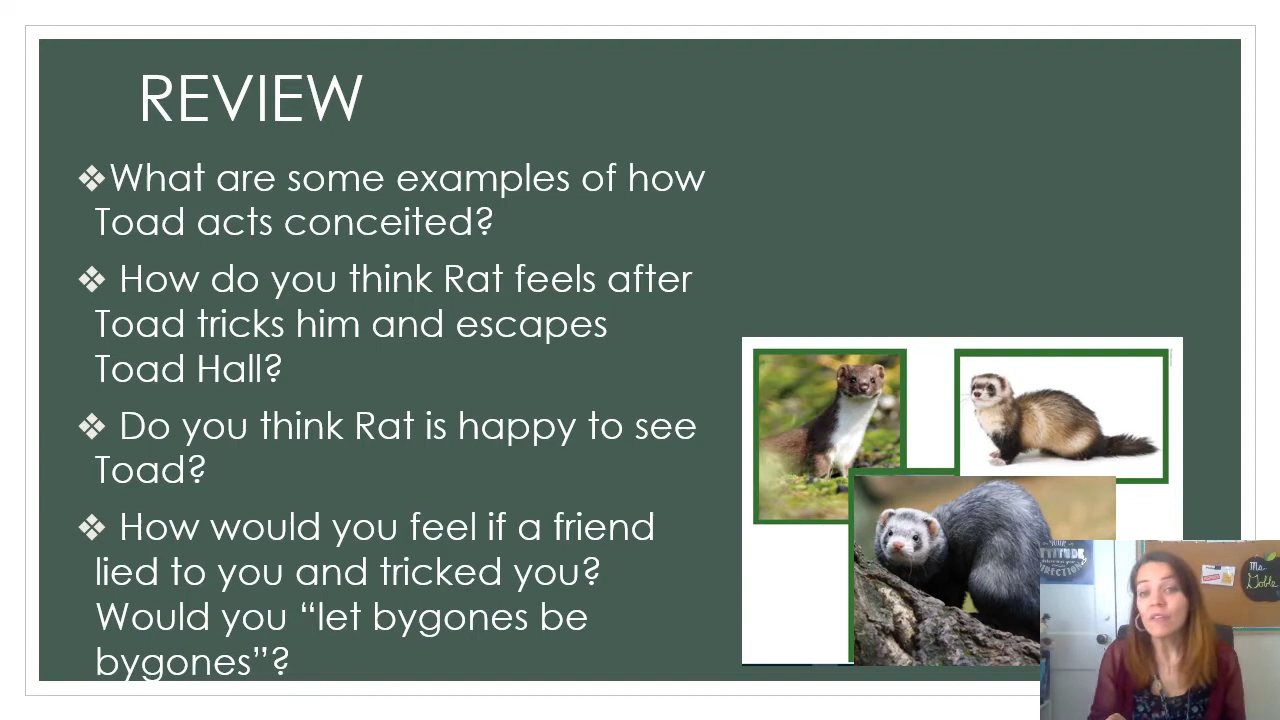 REVIEW
❖What are some examples of how
Toad acts conceited?
❖ How do you think Rat feels after
Toad tricks him and escapes
Toad Hall?
❖ Do you think Rat is happy to see
Toad?
❖ How would you feel if a friend
lied to you and tricked you?
Would you “let bygones be
bygones”?
Ms.